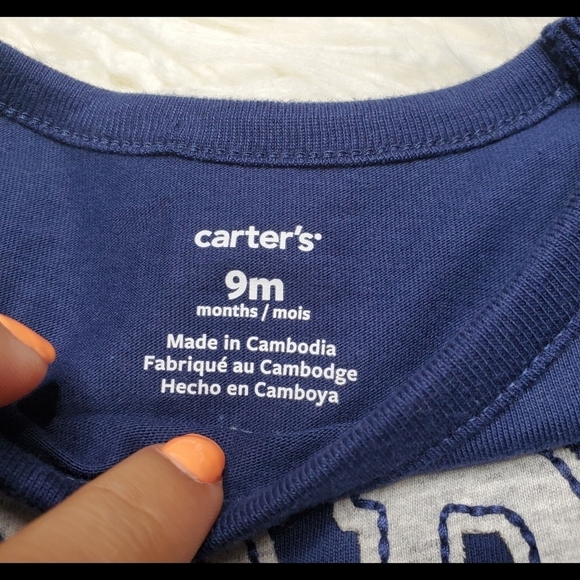 carter's
9m
months / mois
Made in Cambodia
Fabriqué au Cambodge
Hecho en Camboya